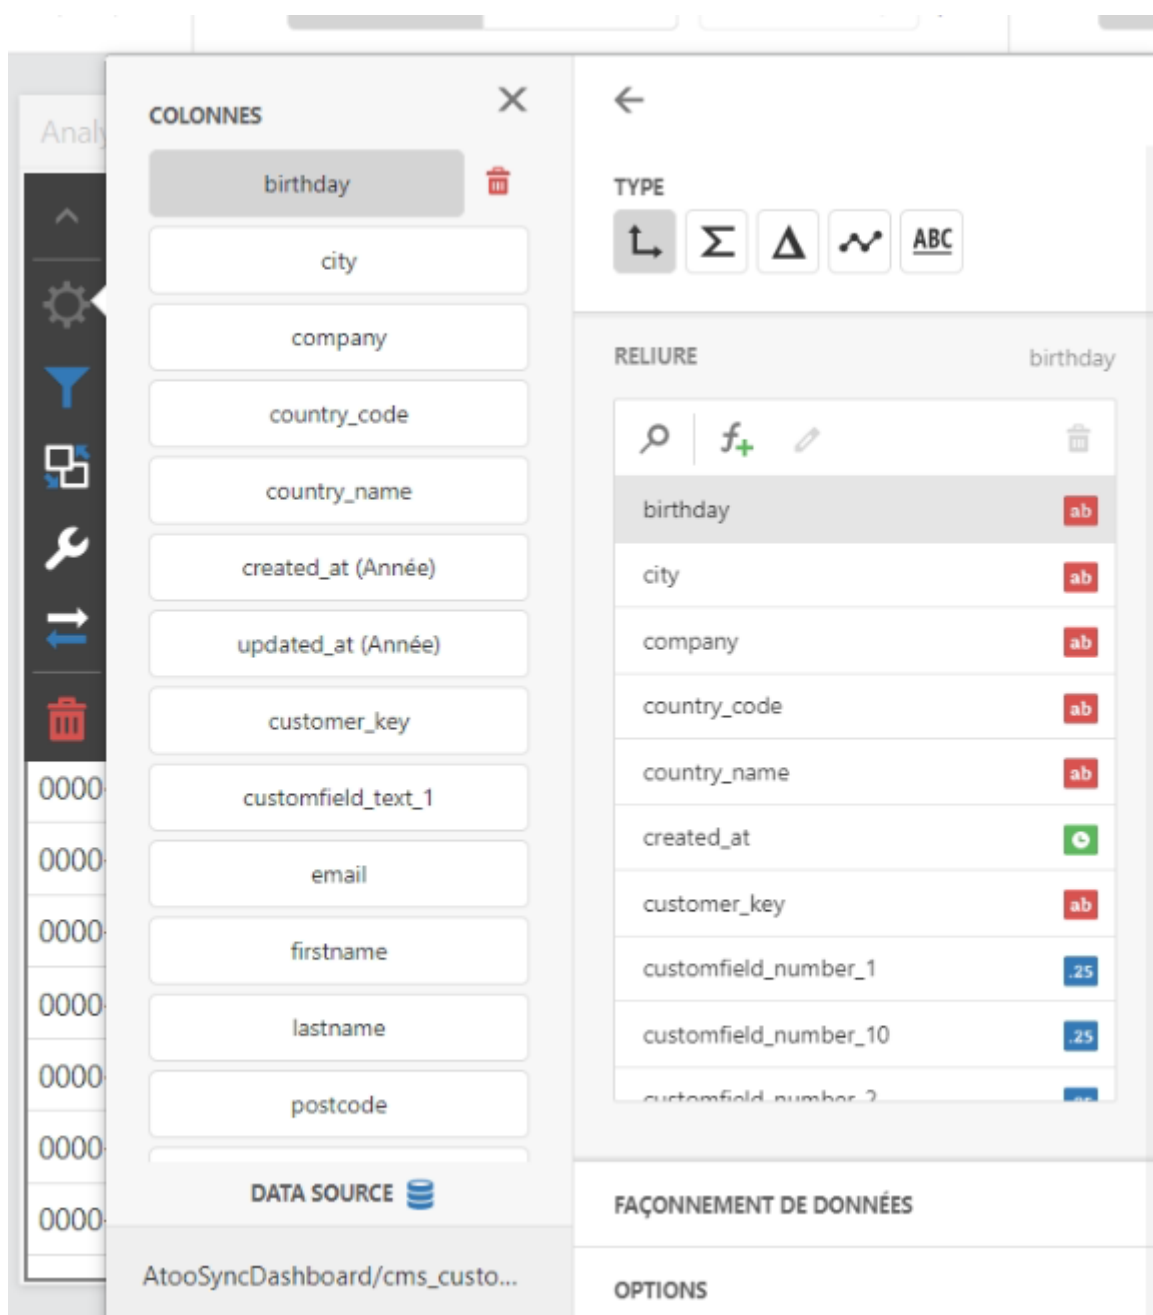 Analy
COLONNES
birthday
city
company
country_code
country_name
created_at (Année)
updated_at (Année)
customer_key
customfield_text_1
email
firstname
lastname
postcode
DATA SOURCE
AtooSyncDashboard/cms_custo...
0000-
0000-
0000-
0000-
0000-
0000-
0000-
TYPE
ABC
RELIURE birthday
birthday ab
city ab
company ab
country_code ab
country_name ab
created_at
customer_key ab
customfield_number_1 .25
customfield_number_10 .25
customfield_number_2 .25
FAÇONNEMENT DE DONNÉES
OPTIONS